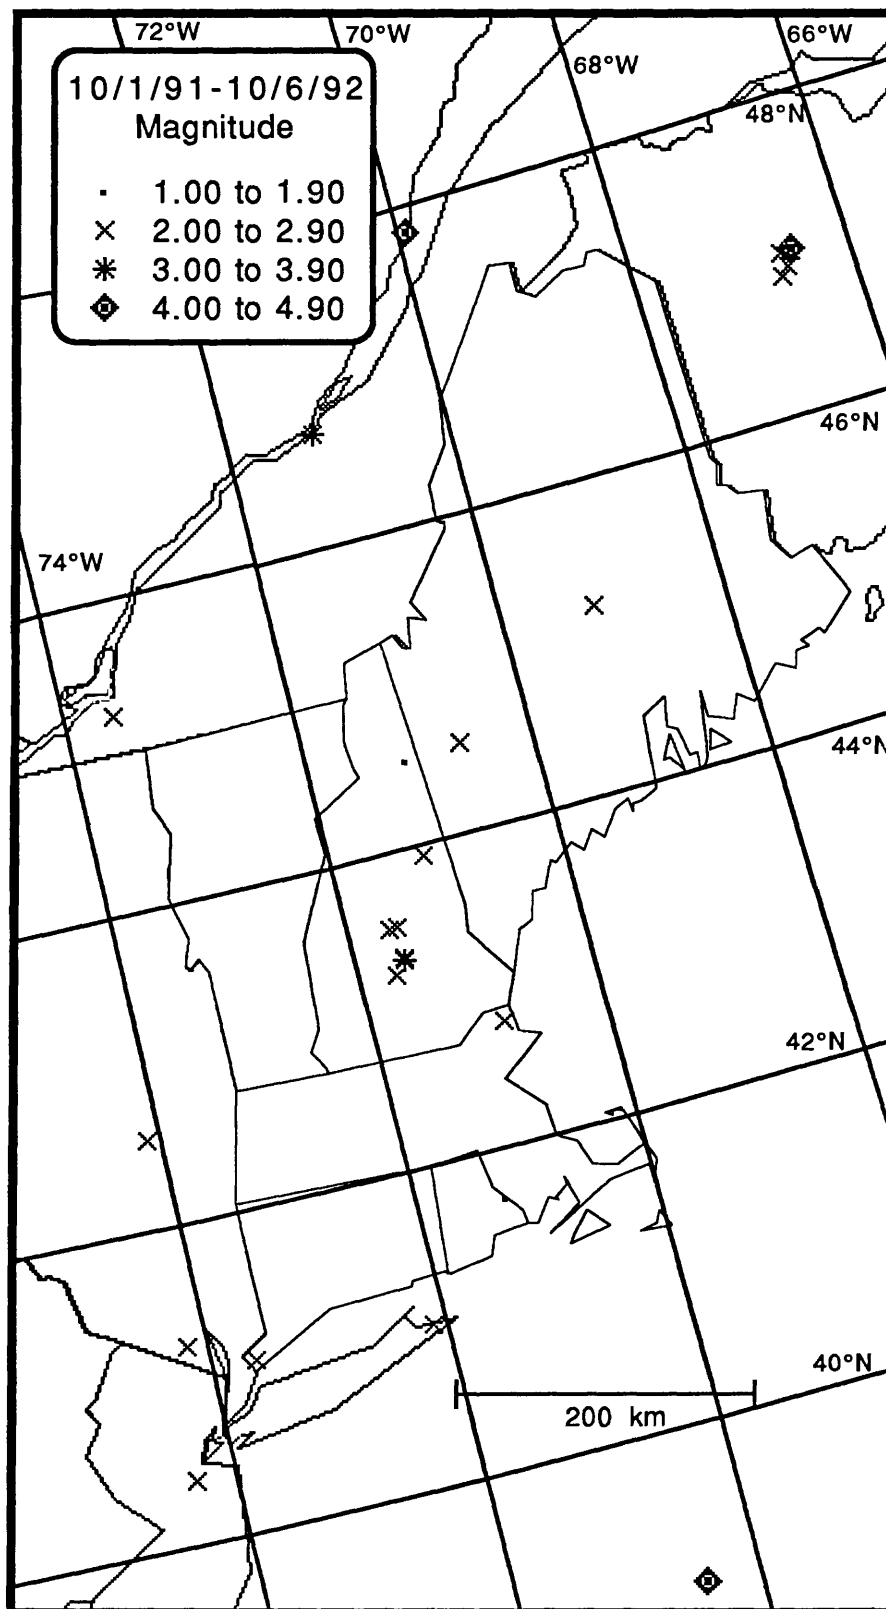 72°W
70°W
66°W
68°W
10/1/91-10/6/92
Magnitude
48°N
1.00 to 1.90
2.00 to 2.90
3.00 to 3.90
4.00 to 4.90
46°N
74°W
44°N
42°N
40°N
200 km